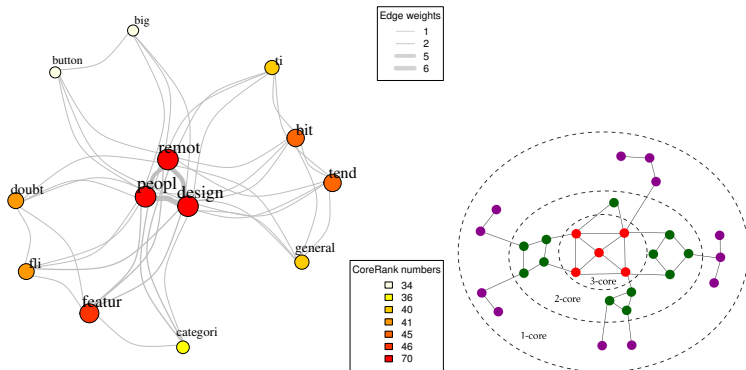 big
button
ti
bit
remot
tend
peopl
design
doubt
general
fli
featur
categori
Edge weights
1
2
5
6
CoreRank numbers
34
36
40
41
45
46
70
3-core
2-core
1-core